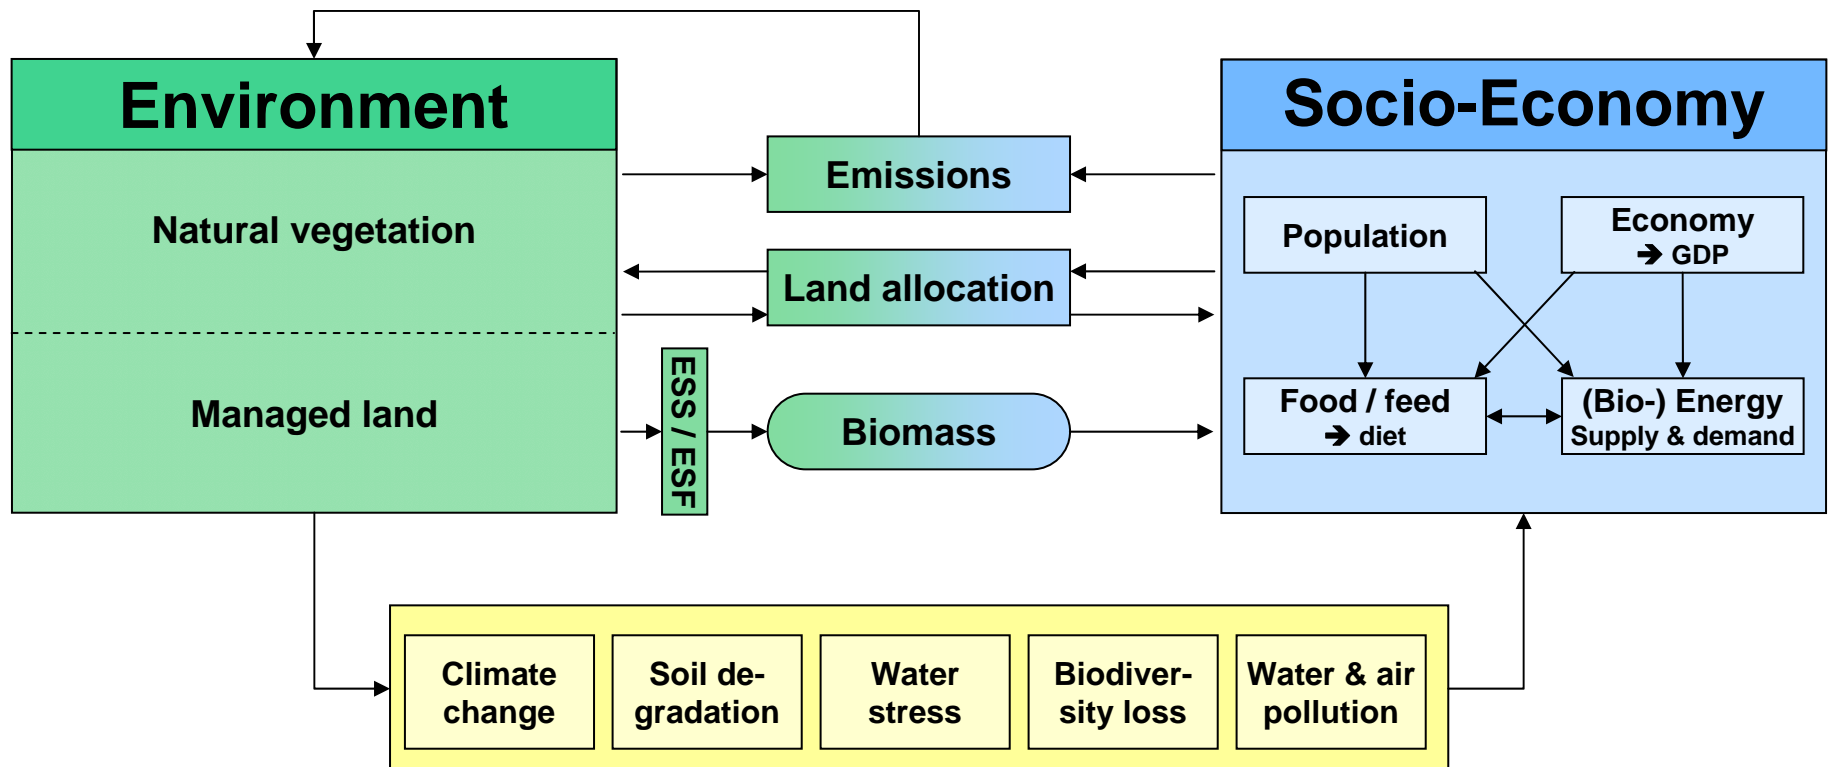 Environment
Natural vegetation
Managed land
Emissions
Land allocation
ESS / ESF
Biomass
Socio-Economy
Population
Economy
➔ GDP
Food / feed
➔ diet
(Bio-) Energy
Supply & demand
Climate
change
Soil de-
gradation
Water
stress
Biodiver-
sity loss
Water & air
pollution